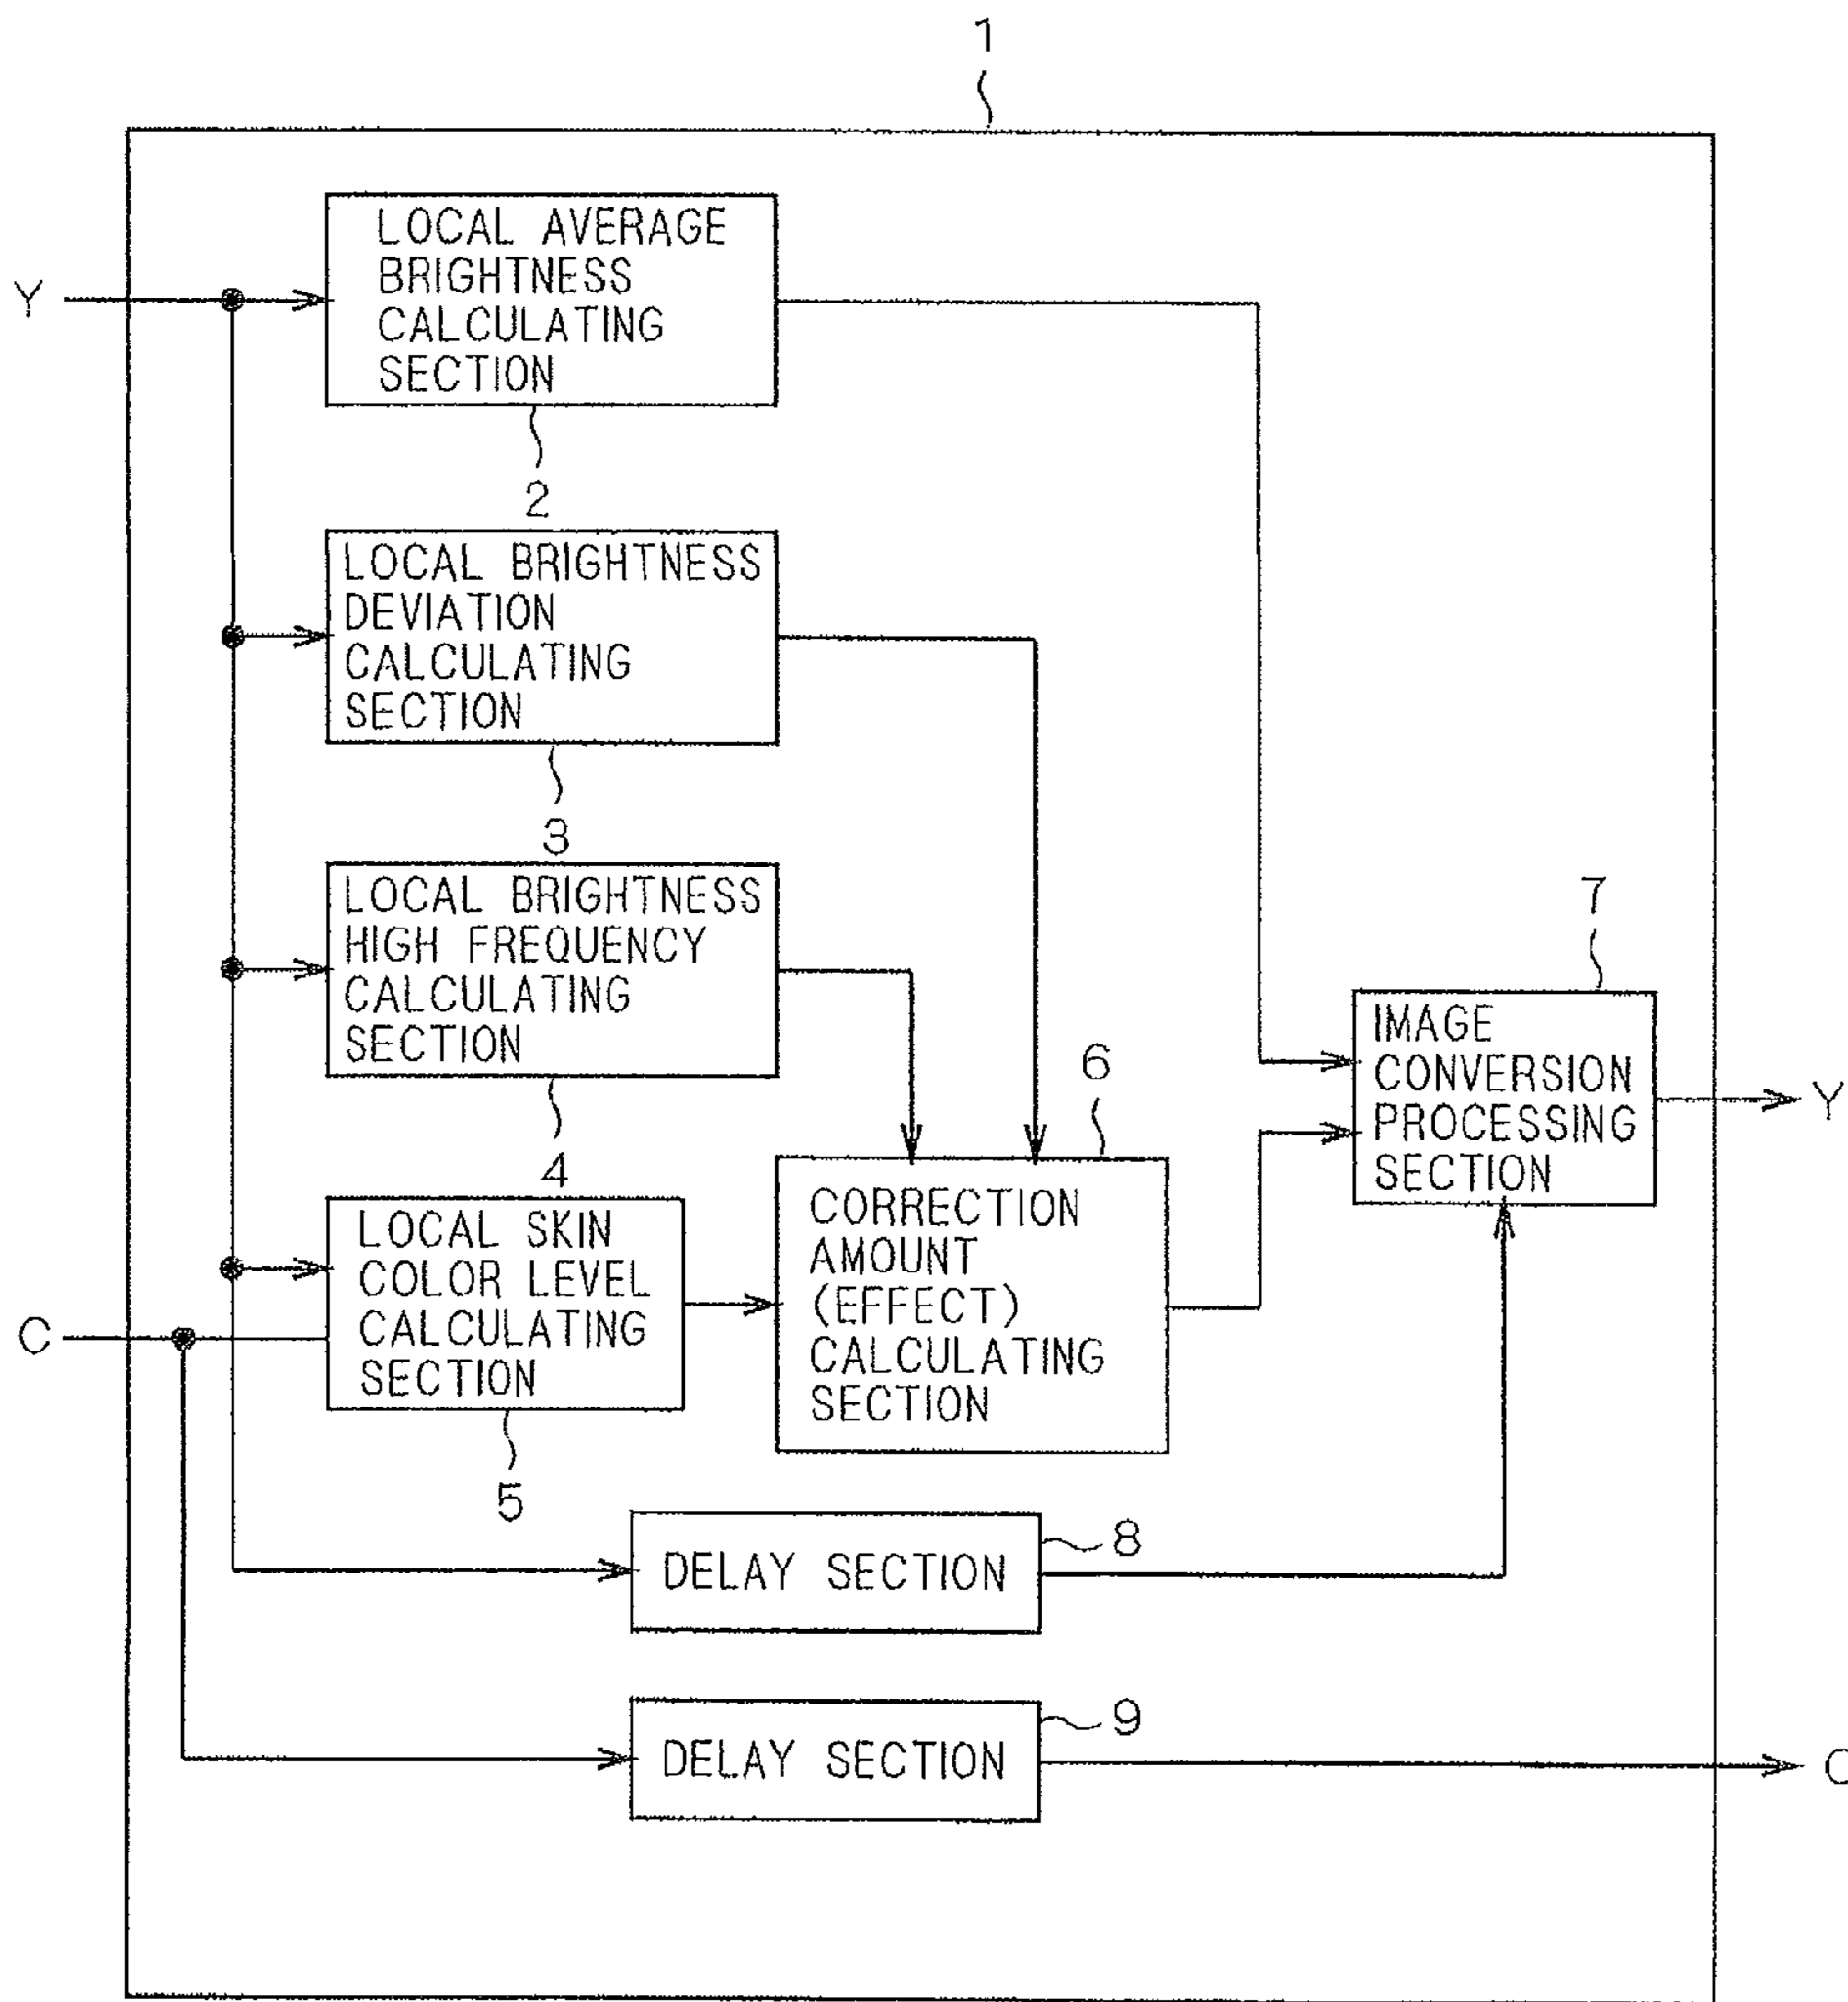 1
LOCAL AVERAGE
BRIGHTNESS
CALCULATING
SECTION
Y
2
LOCAL BRIGHTNESS
DEVIATION
CALCULATING
SECTION
3
LOCAL BRIGHTNESS
HIGH FREQUENCY
CALCULATING
SECTION
4
7
IMAGE
CONVERSION
PROCESSING
SECTION
Y
6
CORRECTION
AMOUNT
(EFFECT)
CALCULATING
SECTION
LOCAL SKIN
COLOR LEVEL
CALCULATING
SECTION
C
5
DELAY SECTION
8
DELAY SECTION
9
C